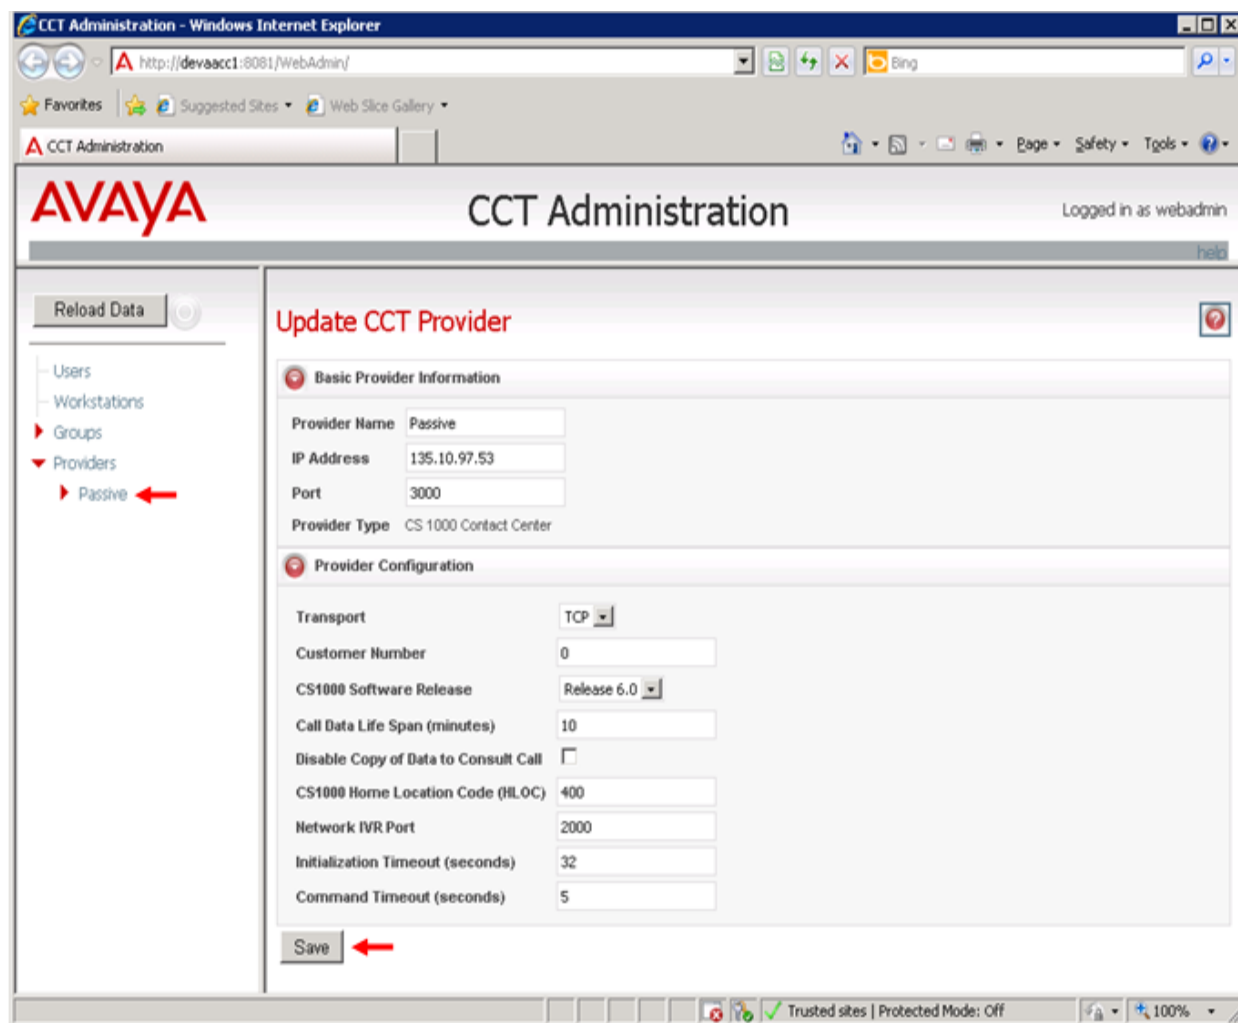 CCT Administration - Windows Internet Explorer
http://devaacc1:8081/WebAdmin/
Bing
Favorites Suggested Sites Web Slice Gallery
CCT Administration
Page Safety Tools
AVAYA
CCT Administration
Logged in as webadmin
help
Reload Data
Users
Workstations
Groups
Providers
Passive
Update CCT Provider
Basic Provider Information
Provider Name Passive
IP Address 135.10.97.53
Port 3000
Provider Type CS 1000 Contact Center
Provider Configuration
Transport TCP
Customer Number 0
CS1000 Software Release Release 6.0
Call Data Life Span (minutes) 10
Disable Copy of Data to Consult Call
CS1000 Home Location Code (HLOC) 400
Network IVR Port 2000
Initialization Timeout (seconds) 32
Command Timeout (seconds) 5
Save
Trusted sites | Protected Mode: Off
100%